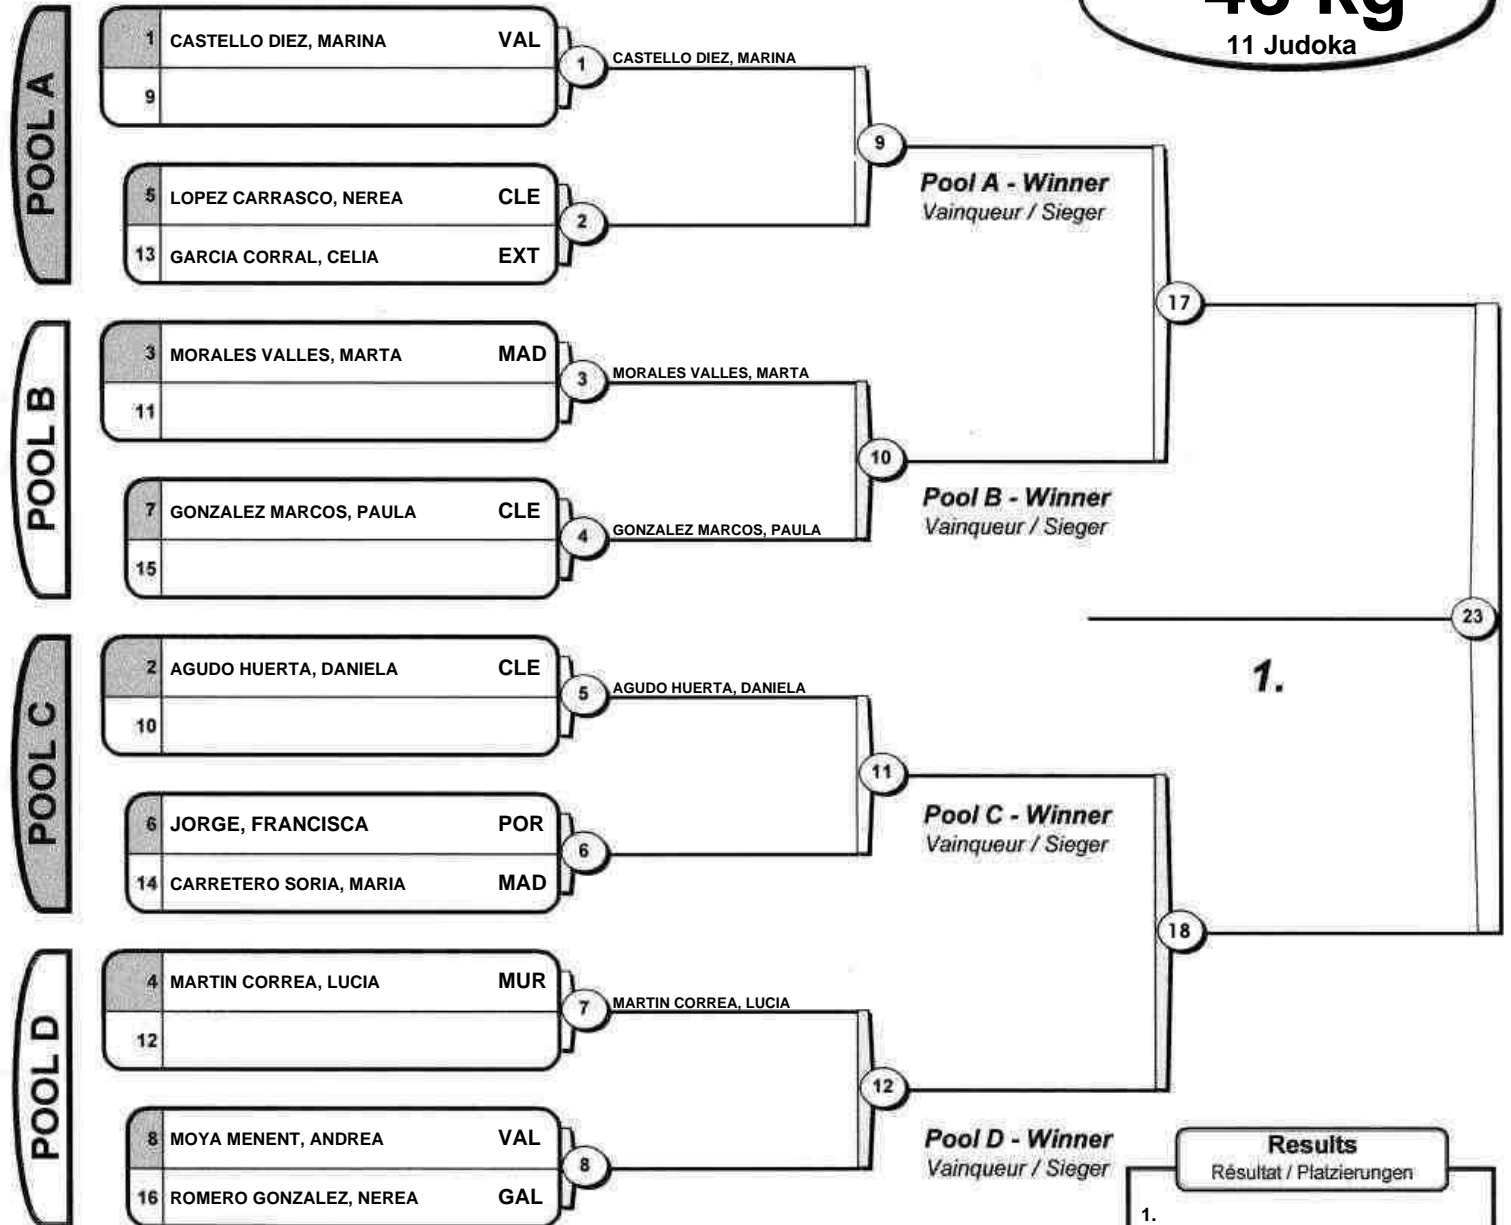 48 kg
11 Judoka
POOL A
1 CASTELLO DIEZ, MARINA VAL
9
1 CASTELLO DIEZ, MARINA
5 LOPEZ CARRASCO, NEREA CLE
13 GARCIA CORRAL, CELIA EXT
2
9
Pool A - Winner
Vainqueur / Sieger
POOL B
3 MORALES VALLES, MARTA MAD
11
3 MORALES VALLES, MARTA
7 GONZALEZ MARCOS, PAULA CLE
15
4 GONZALEZ MARCOS, PAULA
10
Pool B - Winner
Vainqueur / Sieger
17
POOL C
2 AGUDO HUERTA, DANIELA CLE
10
5 AGUDO HUERTA, DANIELA
6 JORGE, FRANCISCA POR
14 CARRETERO SORIA, MARIA MAD
6
11
Pool C - Winner
Vainqueur / Sieger
23
1.
POOL D
4 MARTIN CORREA, LUCIA MUR
12
7 MARTIN CORREA, LUCIA
8 MOYA MENENT, ANDREA VAL
16 ROMERO GONZALEZ, NEREA GAL
8
12
Pool D - Winner
Vainqueur / Sieger
18
Results
Résultat / Platzierungen
1.